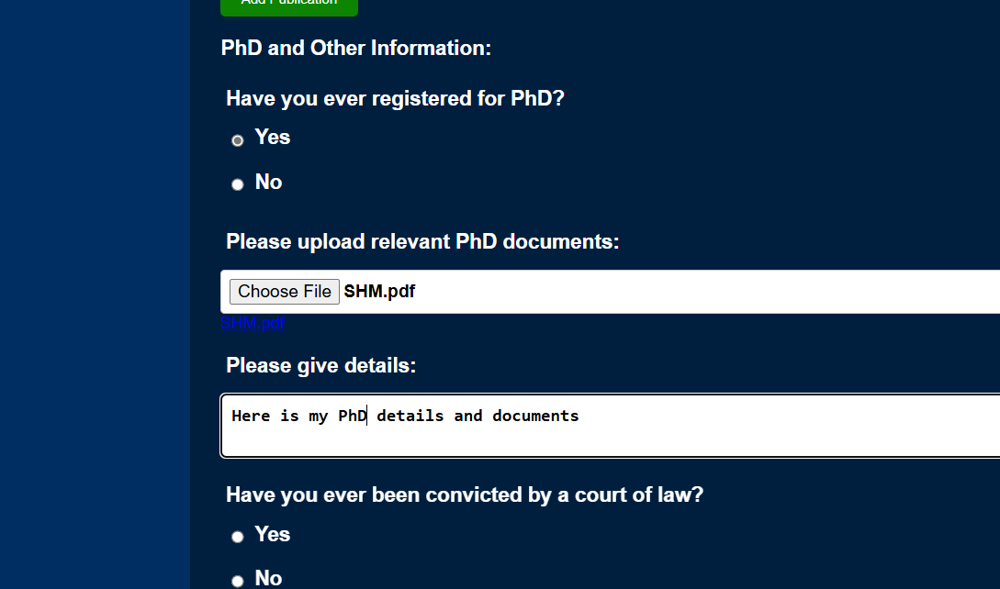 Add Publication
PhD and Other Information:
Have you ever registered for PhD?
Yes
No
Please upload relevant PhD documents:
Choose File SHM.pdf
SHM.pdf
Please give details:
Here is my PhD details and documents
Have you ever been convicted by a court of law?
Yes
No